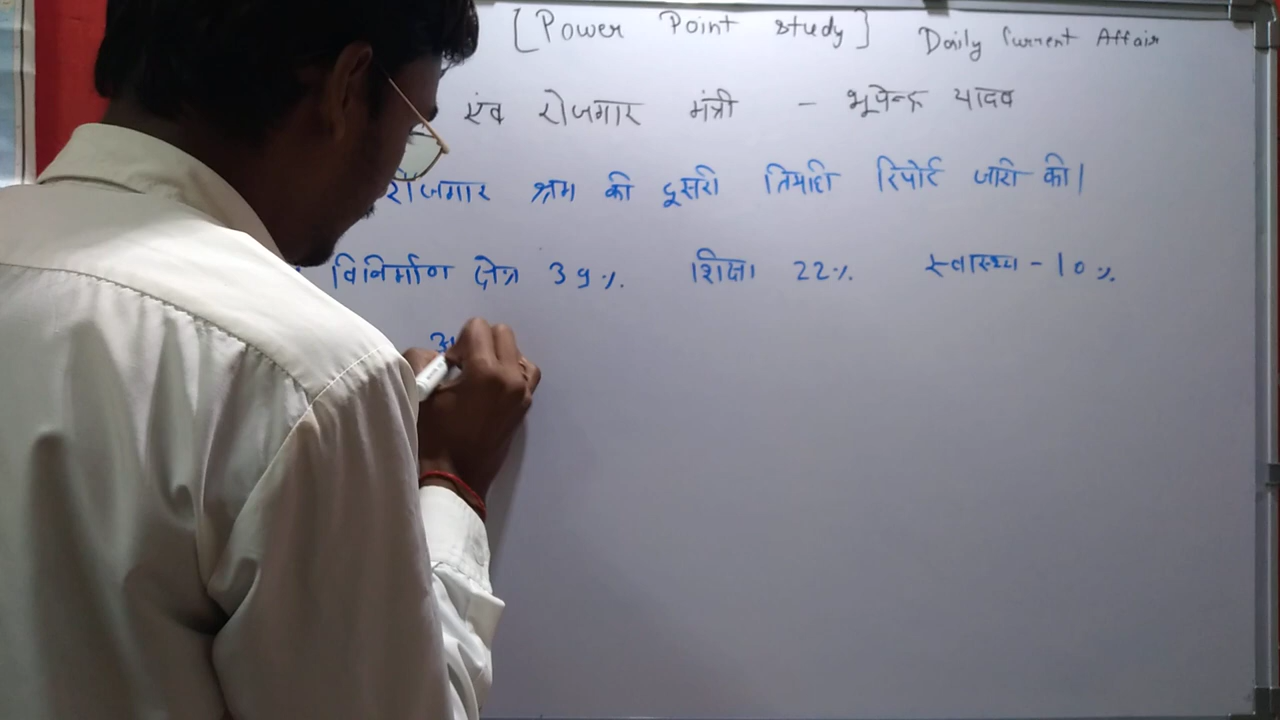 [Power Point study] Daily Current Affair
एंव रोजगार मंत्री - भूपेन्द्र यादव
रोजगार श्रम की दूसरी तिमाही रिपोर्ट जारी की।
विनिर्माण क्षेत्र 39% शिक्षा 22% स्वास्थ्य - 10%